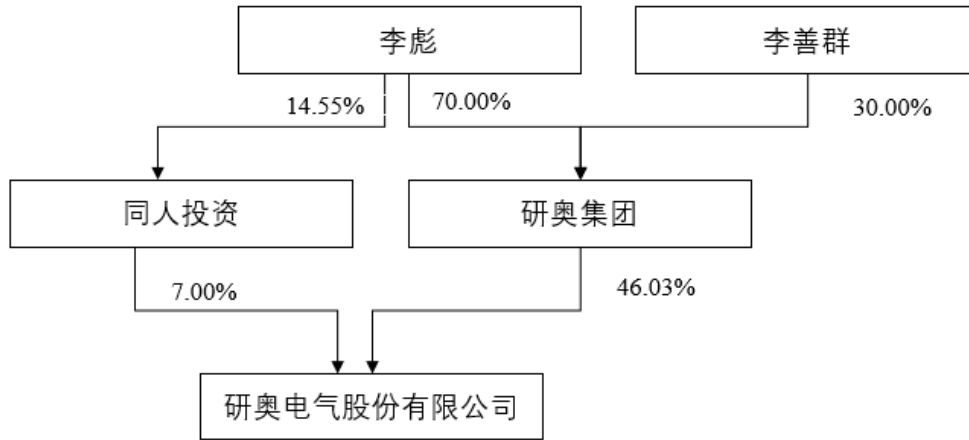 李彪
李善群
14.55%
70.00%
30.00%
同人投资
研奥集团
7.00%
46.03%
研奥电气股份有限公司